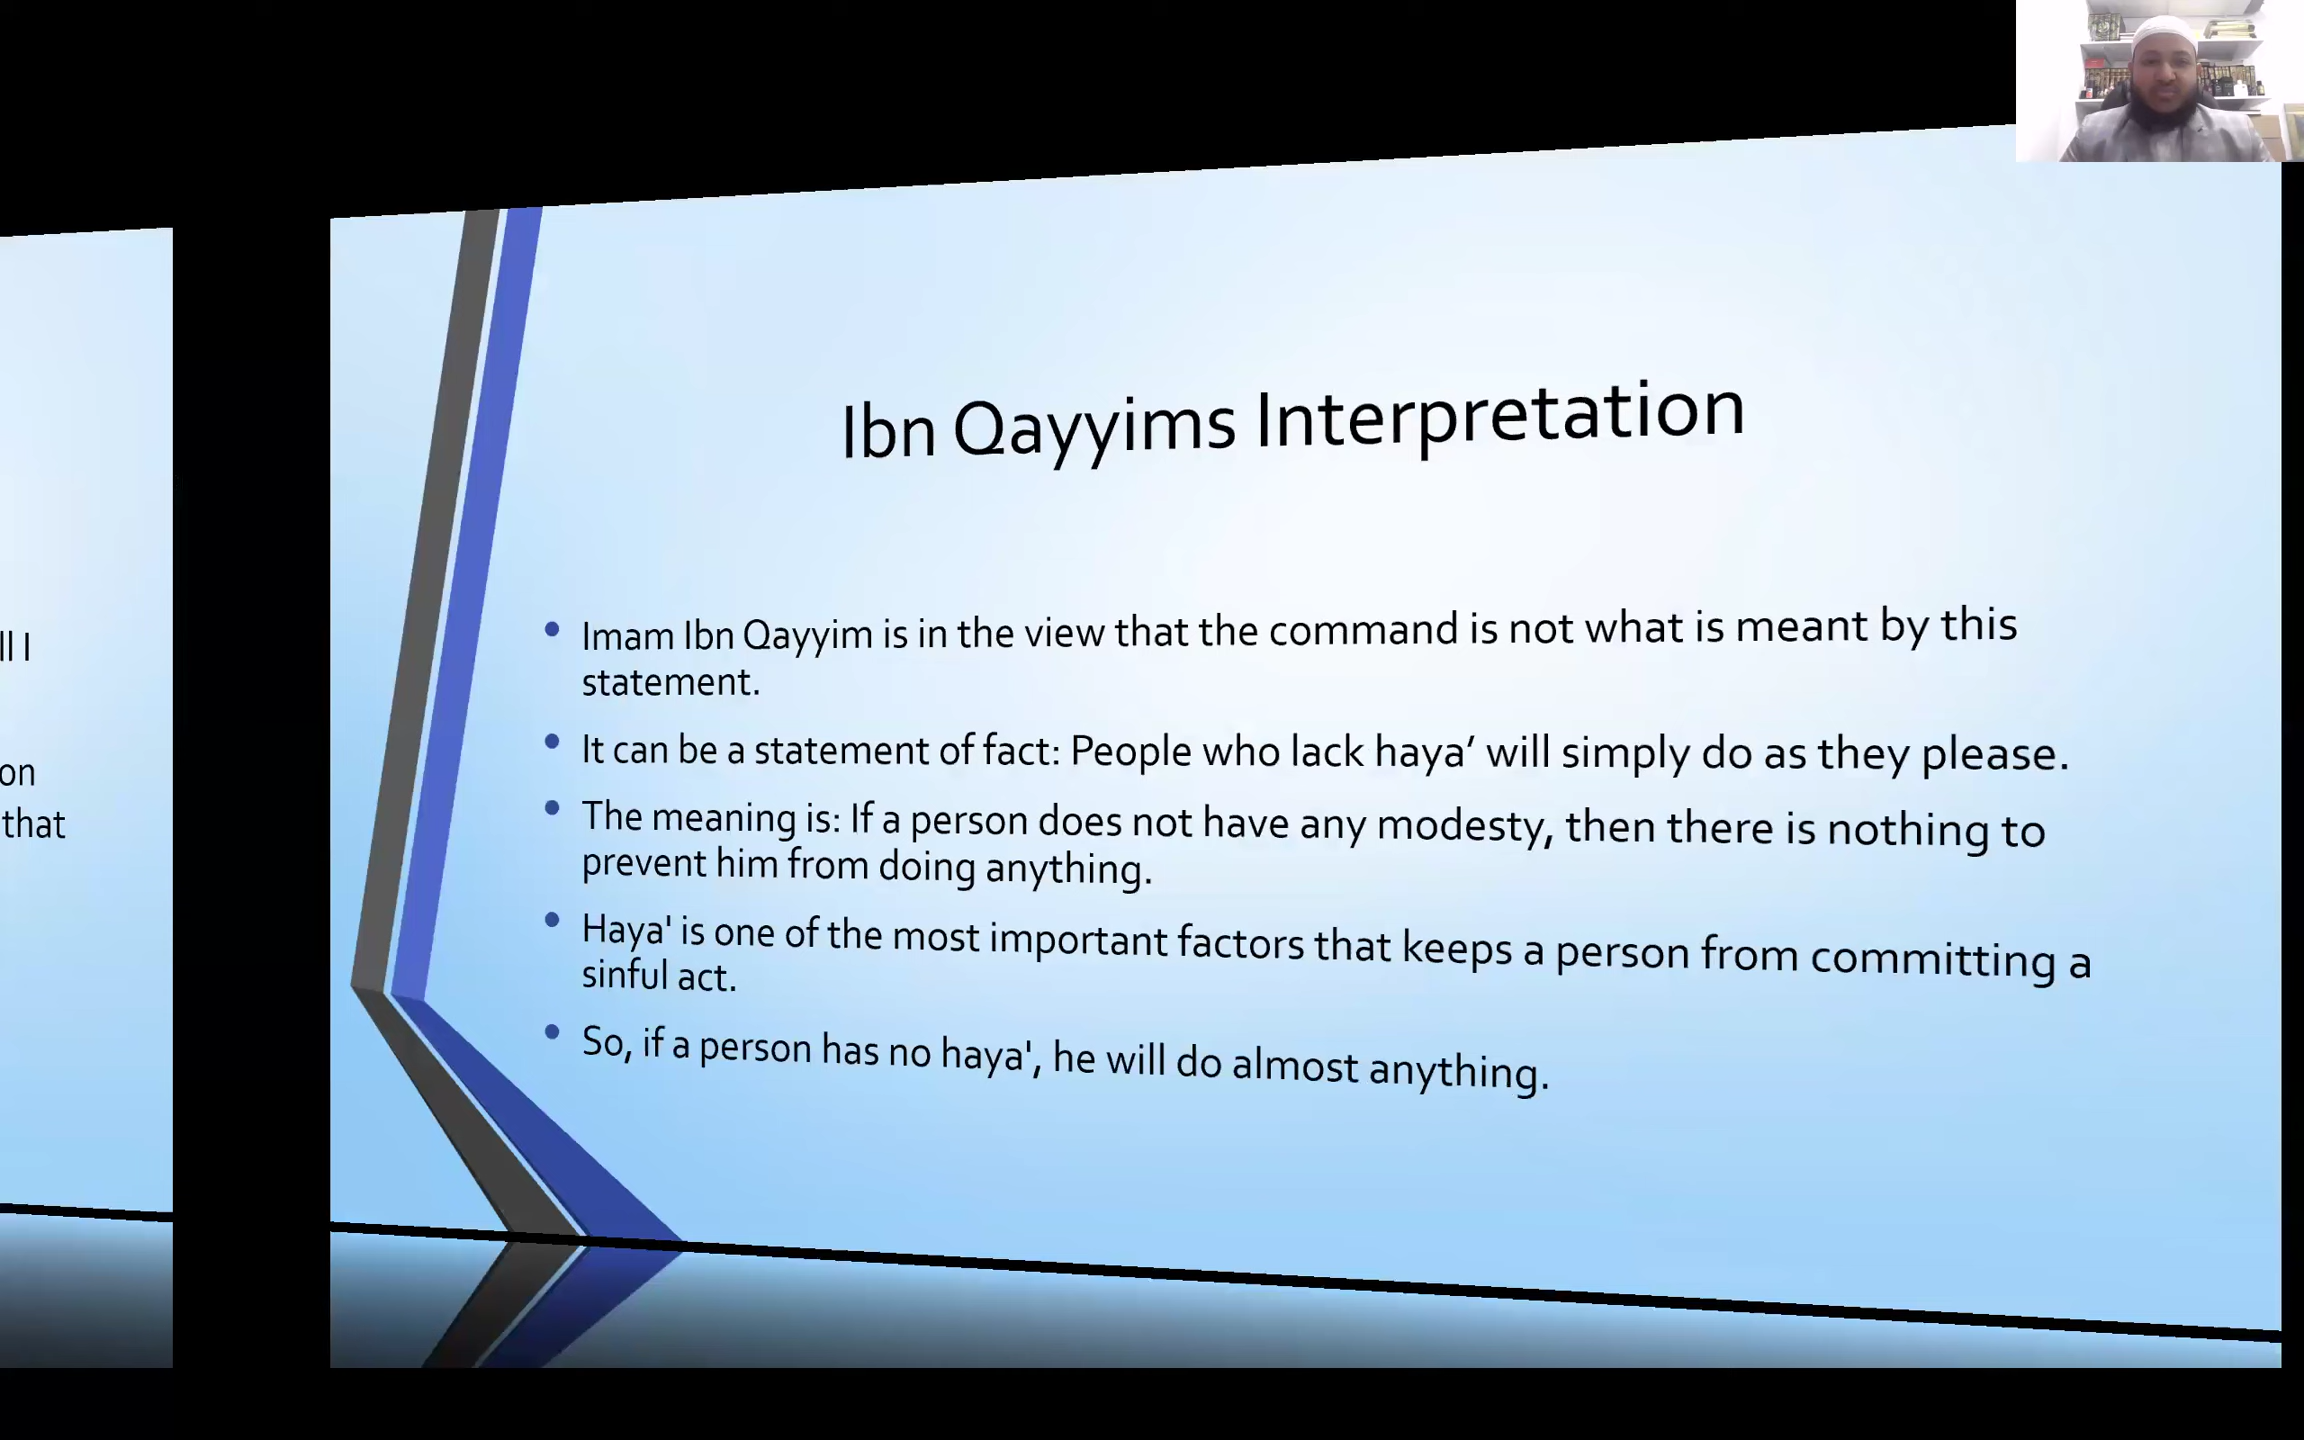 ll I
on
that
Ibn Qayyims Interpretation
• Imam Ibn Qayyim is in the view that the command is not what is meant by this
statement.
• It can be a statement of fact: People who lack haya’ will simply do as they please.
• The meaning is: If a person does not have any modesty, then there is nothing to
prevent him from doing anything.
• Haya' is one of the most important factors that keeps a person from committing a
sinful act.
• So, if a person has no haya', he will do almost anything.